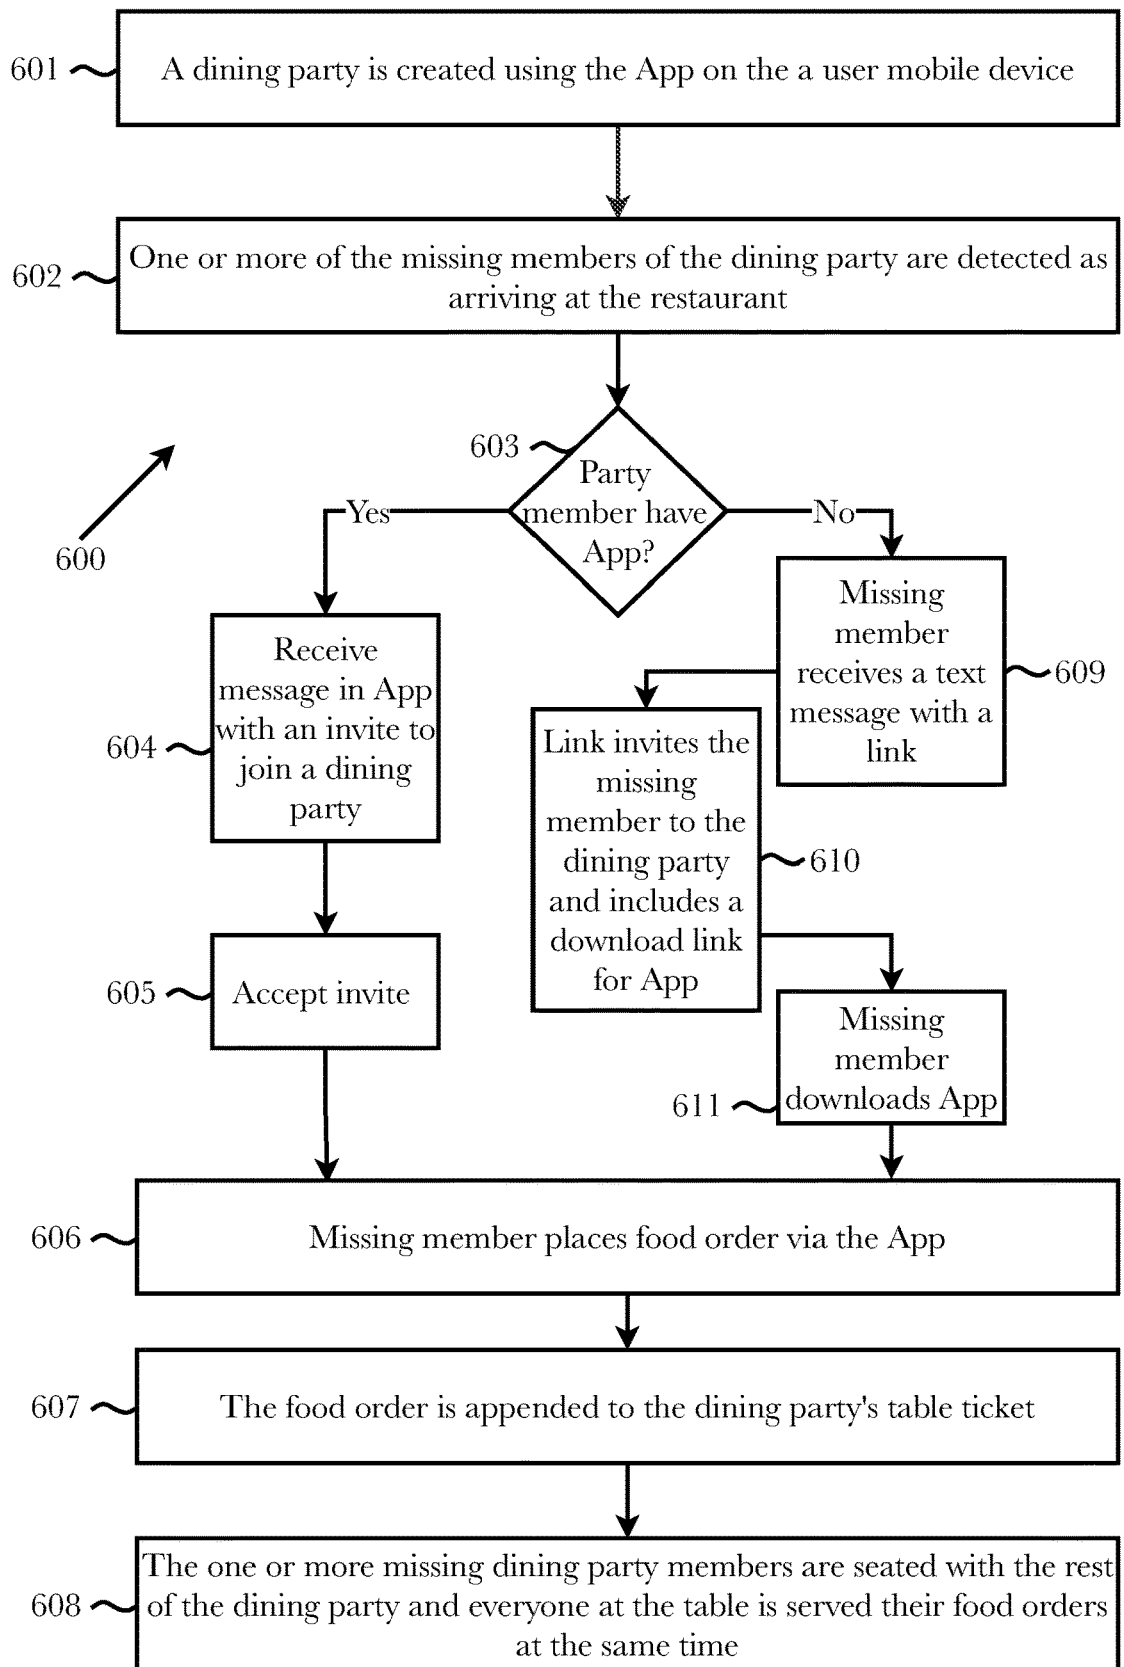 601
A dining party is created using the App on the a user mobile device
602
One or more of the missing members of the dining party are detected as
arriving at the restaurant
603
Party
member have
App?
Yes
No
600
604
Receive
message in App
with an invite to
join a dining
party
Missing
member
receives a text
message with a
link
609
Link invites the
missing
member to the
dining party
and includes a
download link
for App
610
605
Accept invite
Missing
member
downloads App
611
606
Missing member places food order via the App
607
The food order is appended to the dining party's table ticket
608
The one or more missing dining party members are seated with the rest
of the dining party and everyone at the table is served their food orders
at the same time